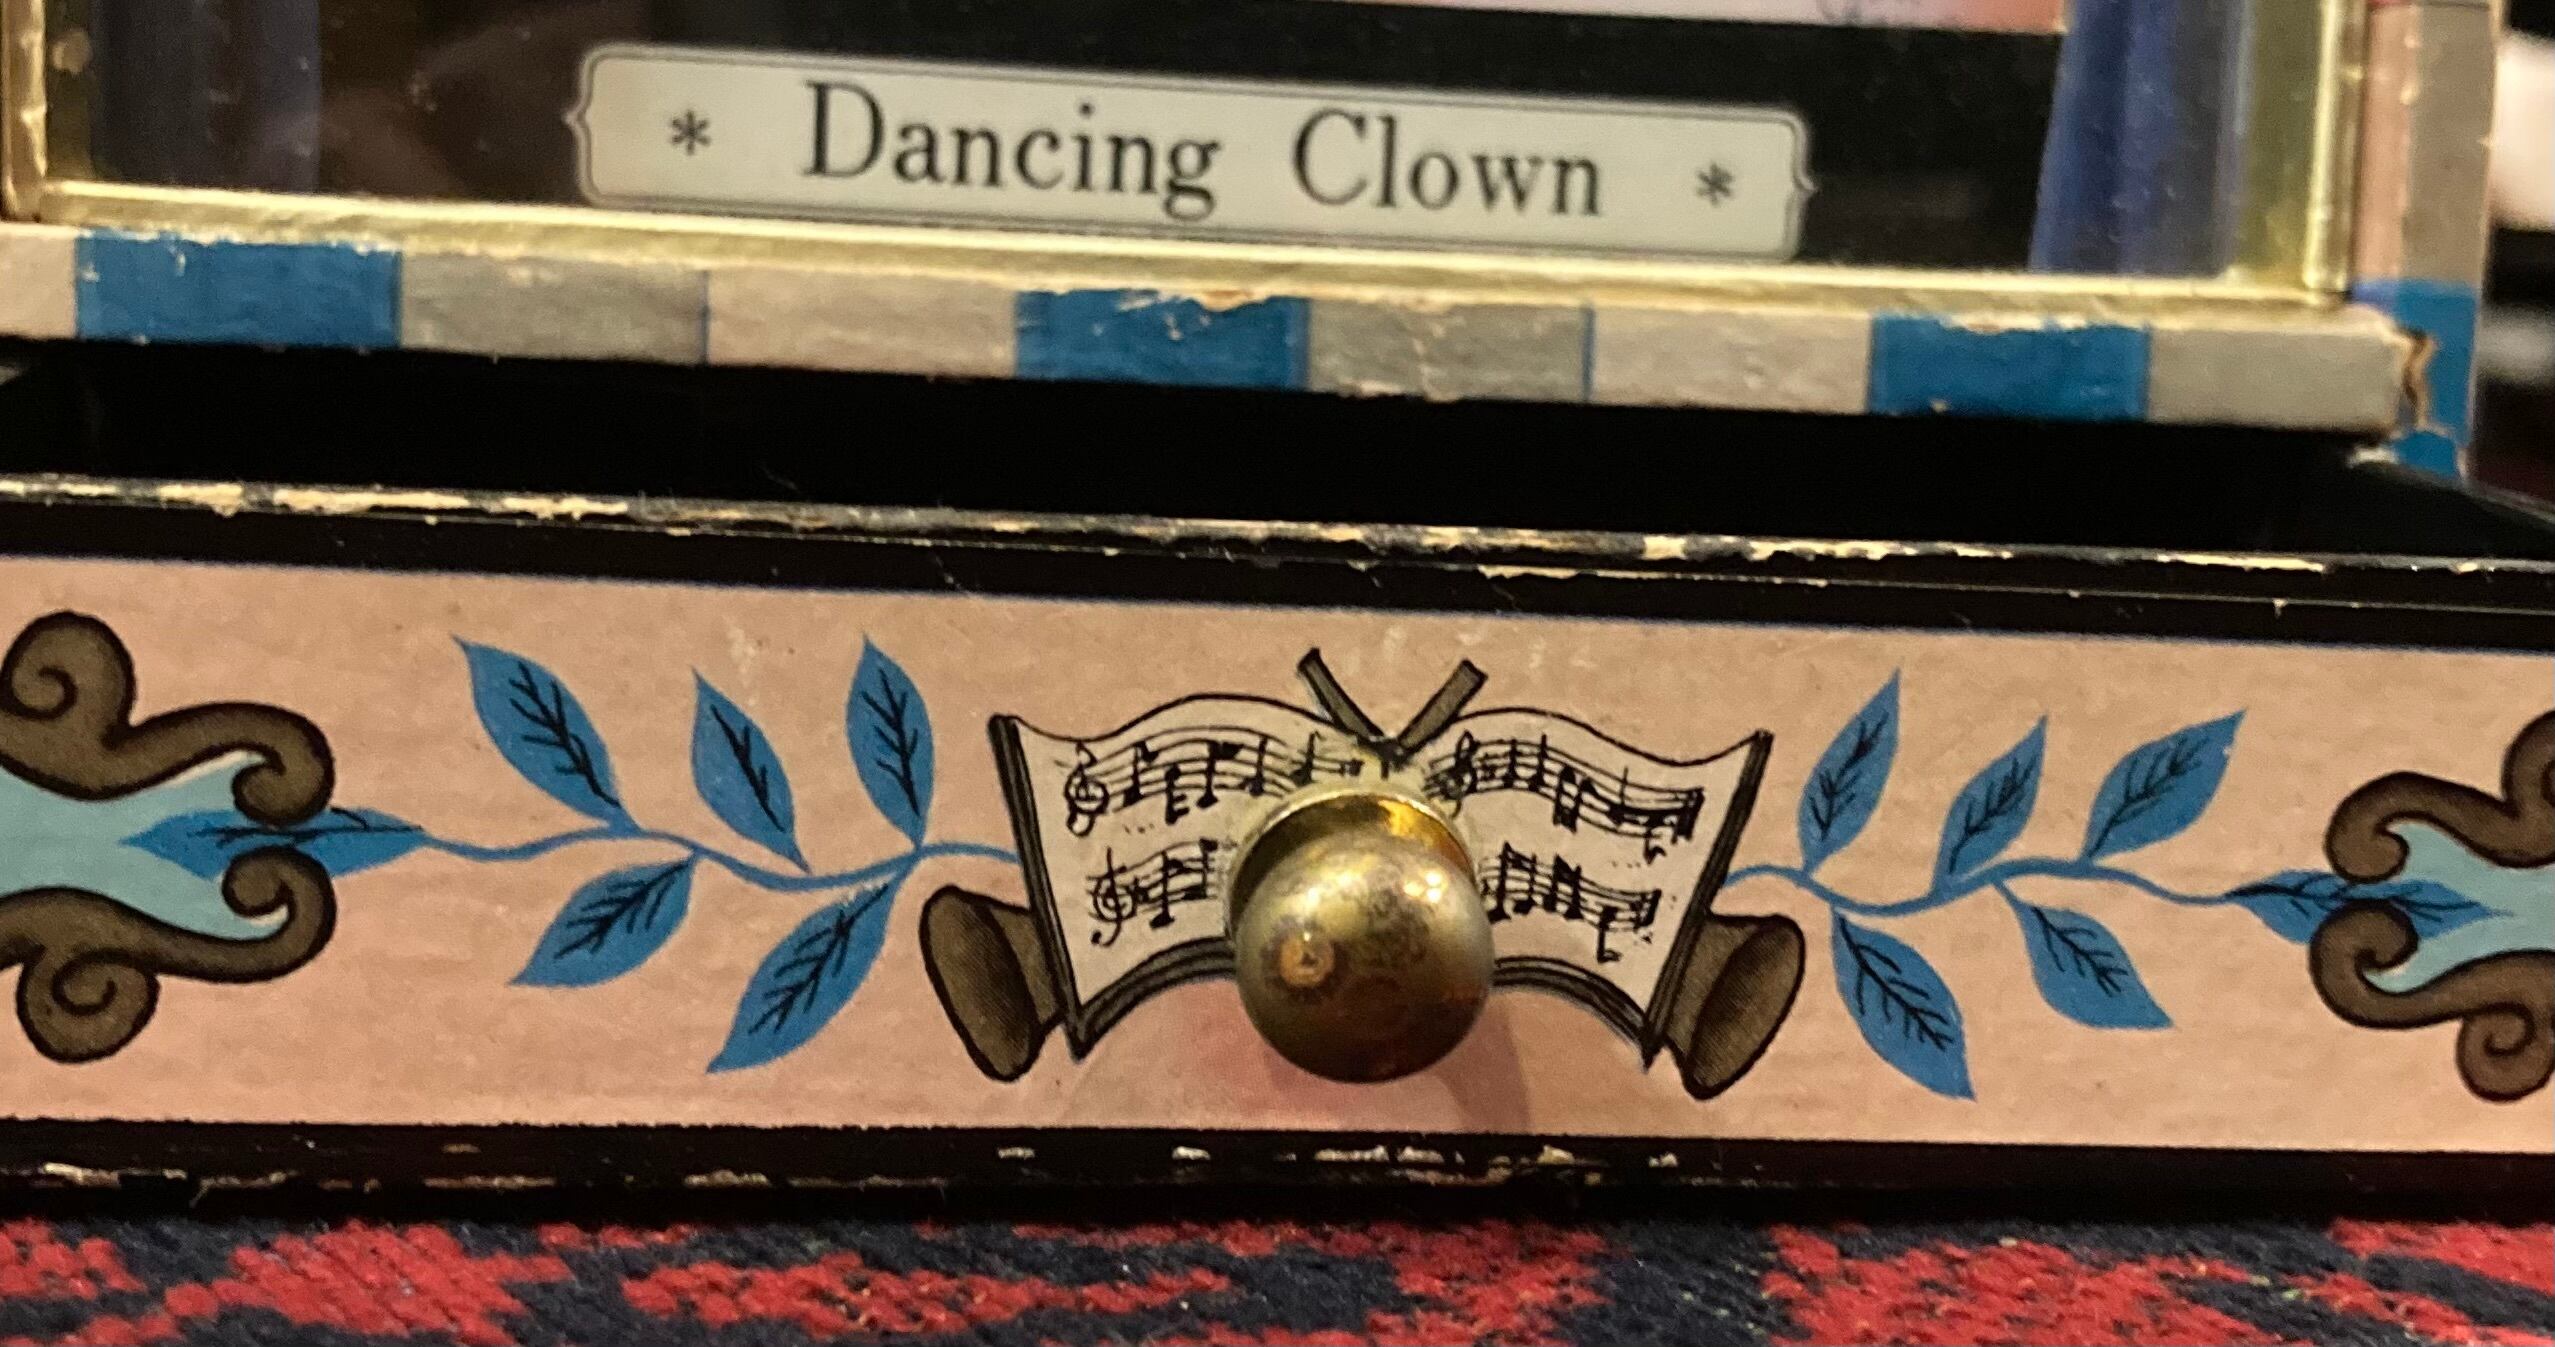 * Dancing Clown *